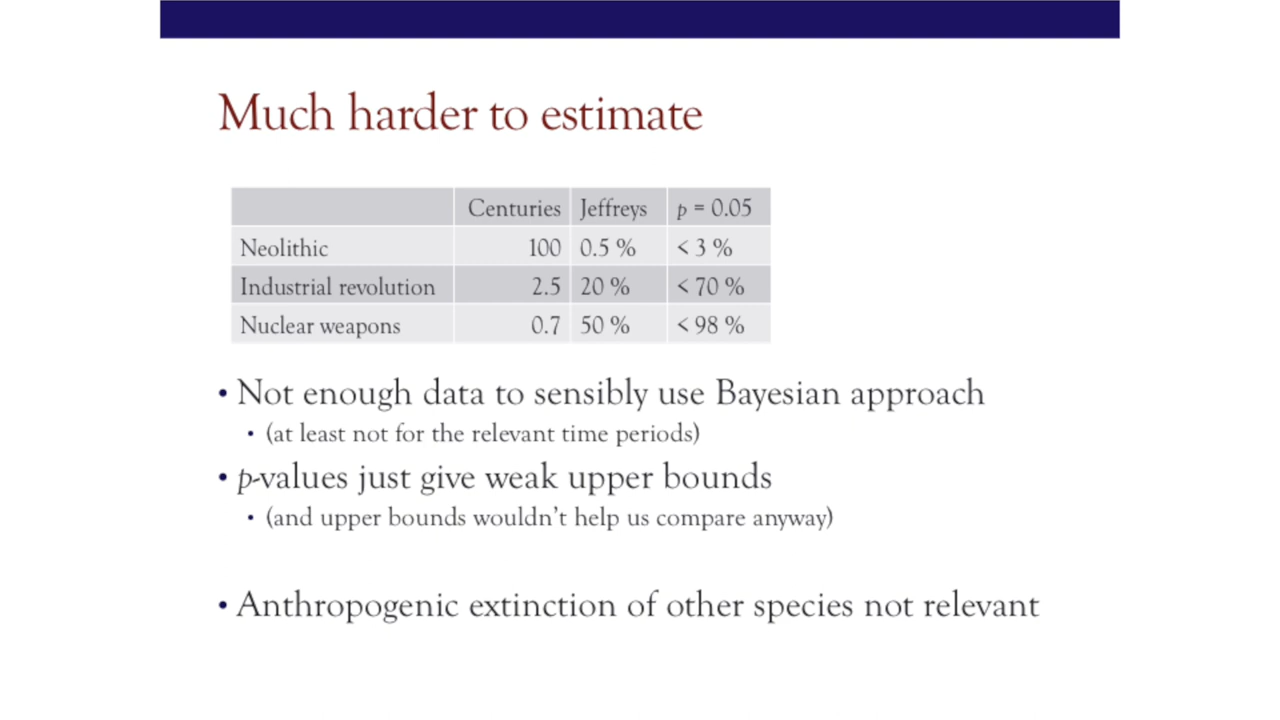 Much harder to estimate
Centuries Jeffreys p = 0.05
Neolithic 100 0.5 % < 3 %
Industrial revolution 2.5 20 % < 70 %
Nuclear weapons 0.7 50 % < 98 %
• Not enough data to sensibly use Bayesian approach
• (at least not for the relevant time periods)
• p-values just give weak upper bounds
• (and upper bounds wouldn't help us compare anyway)
• Anthropogenic extinction of other species not relevant